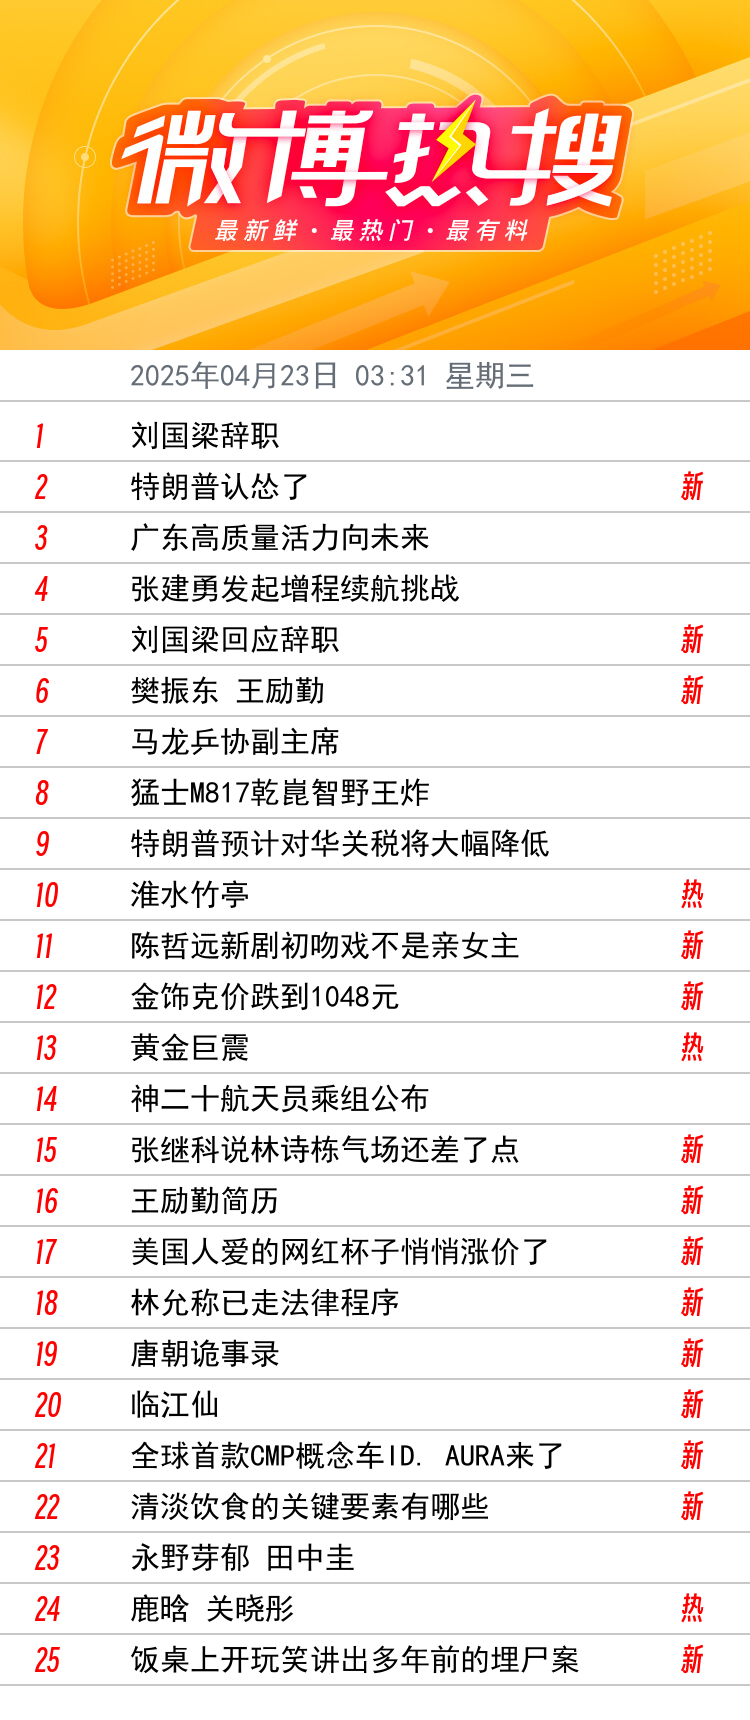 微博热搜
最新鲜·最热门·最有料
2025年04月23日 03:31 星期三
1 刘国梁辞职
2 特朗普认怂了 新
3 广东高质量活力向未来
4 张建勇发起增程续航挑战
5 刘国梁回应辞职 新
6 樊振东 王励勤 新
7 马龙乒协副主席
8 猛士M817乾崑智野王炸
9 特朗普预计对华关税将大幅降低
10 淮水竹亭 热
11 陈哲远新剧初吻戏不是亲女主 新
12 金饰克价跌到1048元 新
13 黄金巨震 热
14 神二十航天员乘组公布
15 张继科说林诗栋气场还差了点 新
16 王励勤简历 新
17 美国人爱的网红杯子悄悄涨价了 新
18 林允称已走法律程序 新
19 唐朝诡事录 新
20 临江仙 新
21 全球首款CMP概念车ID. AURA来了 新
22 清淡饮食的关键要素有哪些 新
23 永野芽郁 田中圭
24 鹿晗 关晓彤 热
25 饭桌上开玩笑讲出多年前的埋尸案 新